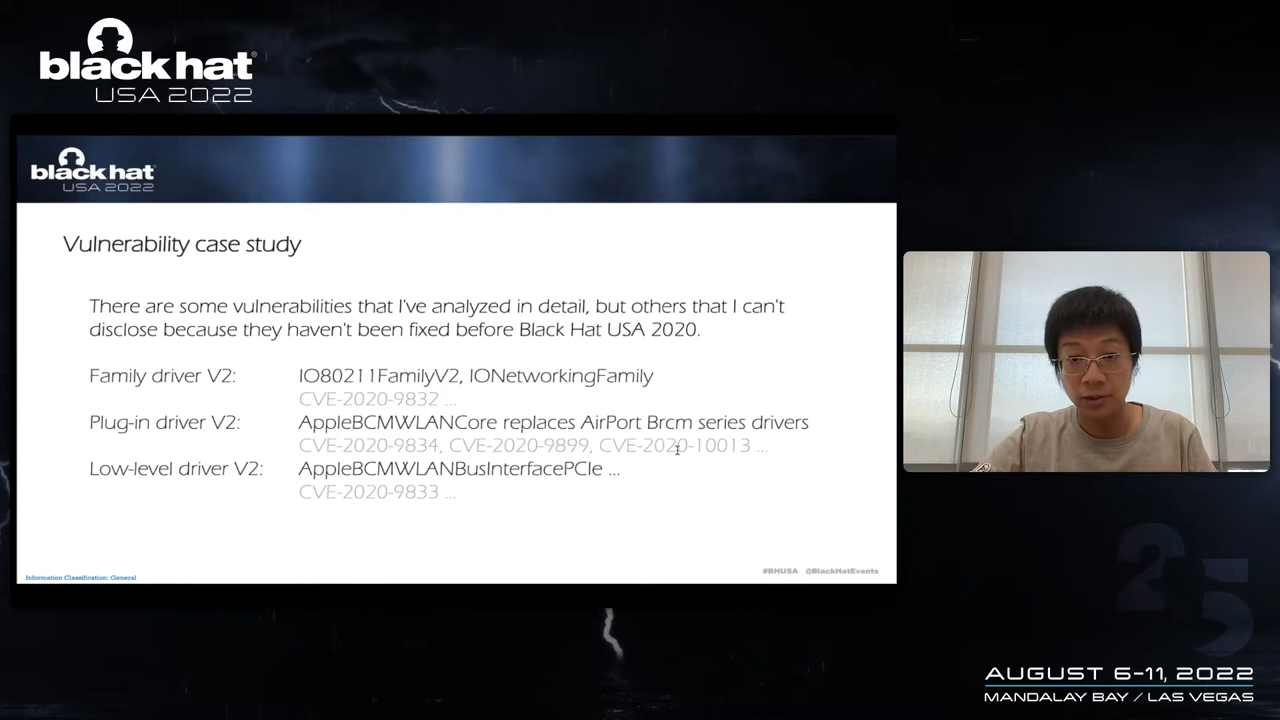 black hat®
USA 2022
black hat®
USA 2022
Vulnerability case study
There are some vulnerabilities that I've analyzed in detail, but others that I can't
disclose because they haven't been fixed before Black Hat USA 2020.
Family driver V2: IO80211FamilyV2, IONetworkingFamily
CVE-2020-9832 ...
Plug-in driver V2: AppleBCMWLANCore replaces AirPort Brcm series drivers
CVE-2020-9834, CVE-2020-9899, CVE-2020-10013 ...
Low-level driver V2: AppleBCMWLANBusInterfacePCIe ...
CVE-2020-9833 ...
Information Classification: General
#BHUSA @BlackHatEvents
25
AUGUST 6-11, 2022
MANDALAY BAY / LAS VEGAS